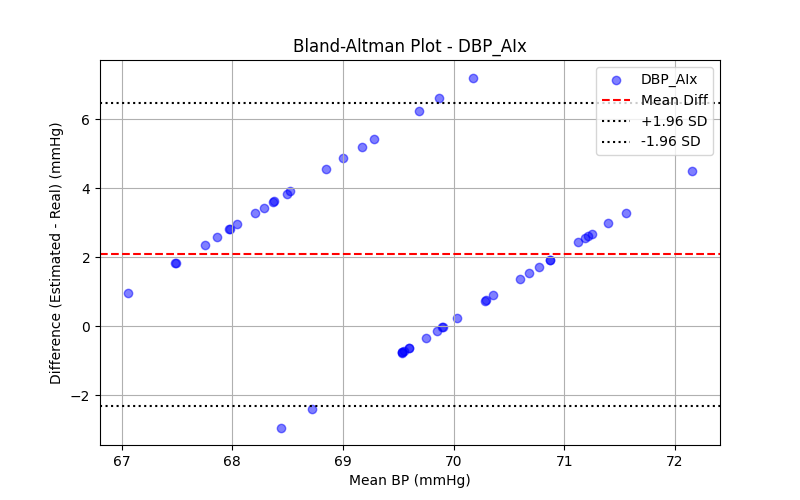 Bland-Altman Plot - DBP_AIx
DBP_AIx
Mean Diff
+1.96 SD
-1.96 SD
Difference (Estimated - Real) (mmHg)
6
4
2
0
−2
67 68 69 70 71 72
Mean BP (mmHg)